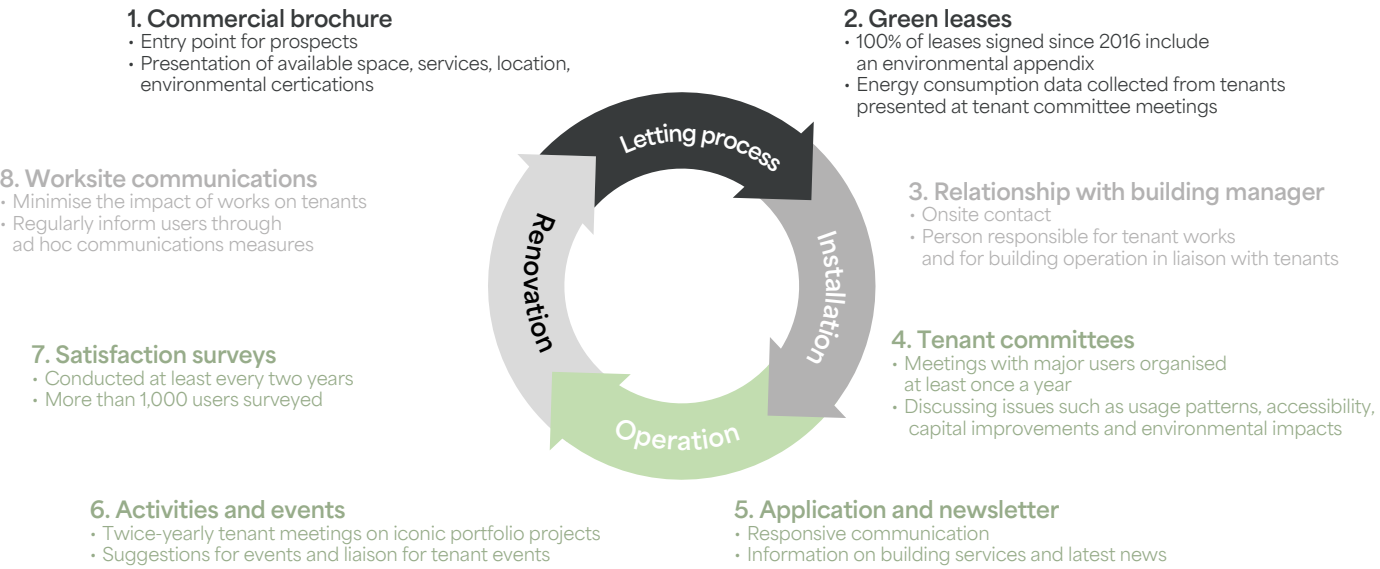 1. Commercial brochure
• Entry point for prospects
• Presentation of available space, services, location,
environmental certications
2. Green leases
• 100% of leases signed since 2016 include
an environmental appendix
• Energy consumption data collected from tenants
presented at tenant committee meetings
Letting process
8. Worksite communications
• Minimise the impact of works on tenants
• Regularly inform users through
ad hoc communications measures
3. Relationship with building manager
• Onsite contact
• Person responsible for tenant works
and for building operation in liaison with tenants
Renovation
Installation
7. Satisfaction surveys
• Conducted at least every two years
• More than 1,000 users surveyed
4. Tenant committees
• Meetings with major users organised
at least once a year
• Discussing issues such as usage patterns, accessibility,
capital improvements and environmental impacts
Operation
6. Activities and events
• Twice-yearly tenant meetings on iconic portfolio projects
• Suggestions for events and liaison for tenant events
5. Application and newsletter
• Responsive communication
• Information on building services and latest news